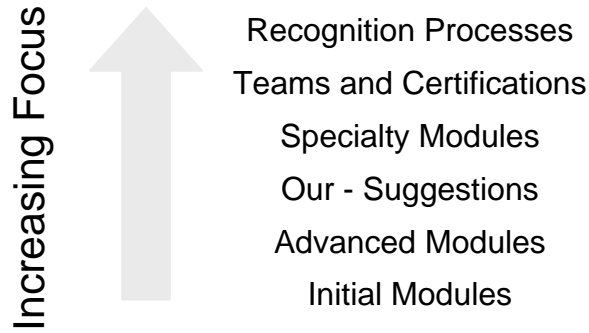 Increasing Focus
Recognition Processes
Teams and Certifications
Specialty Modules
Our - Suggestions
Advanced Modules
Initial Modules